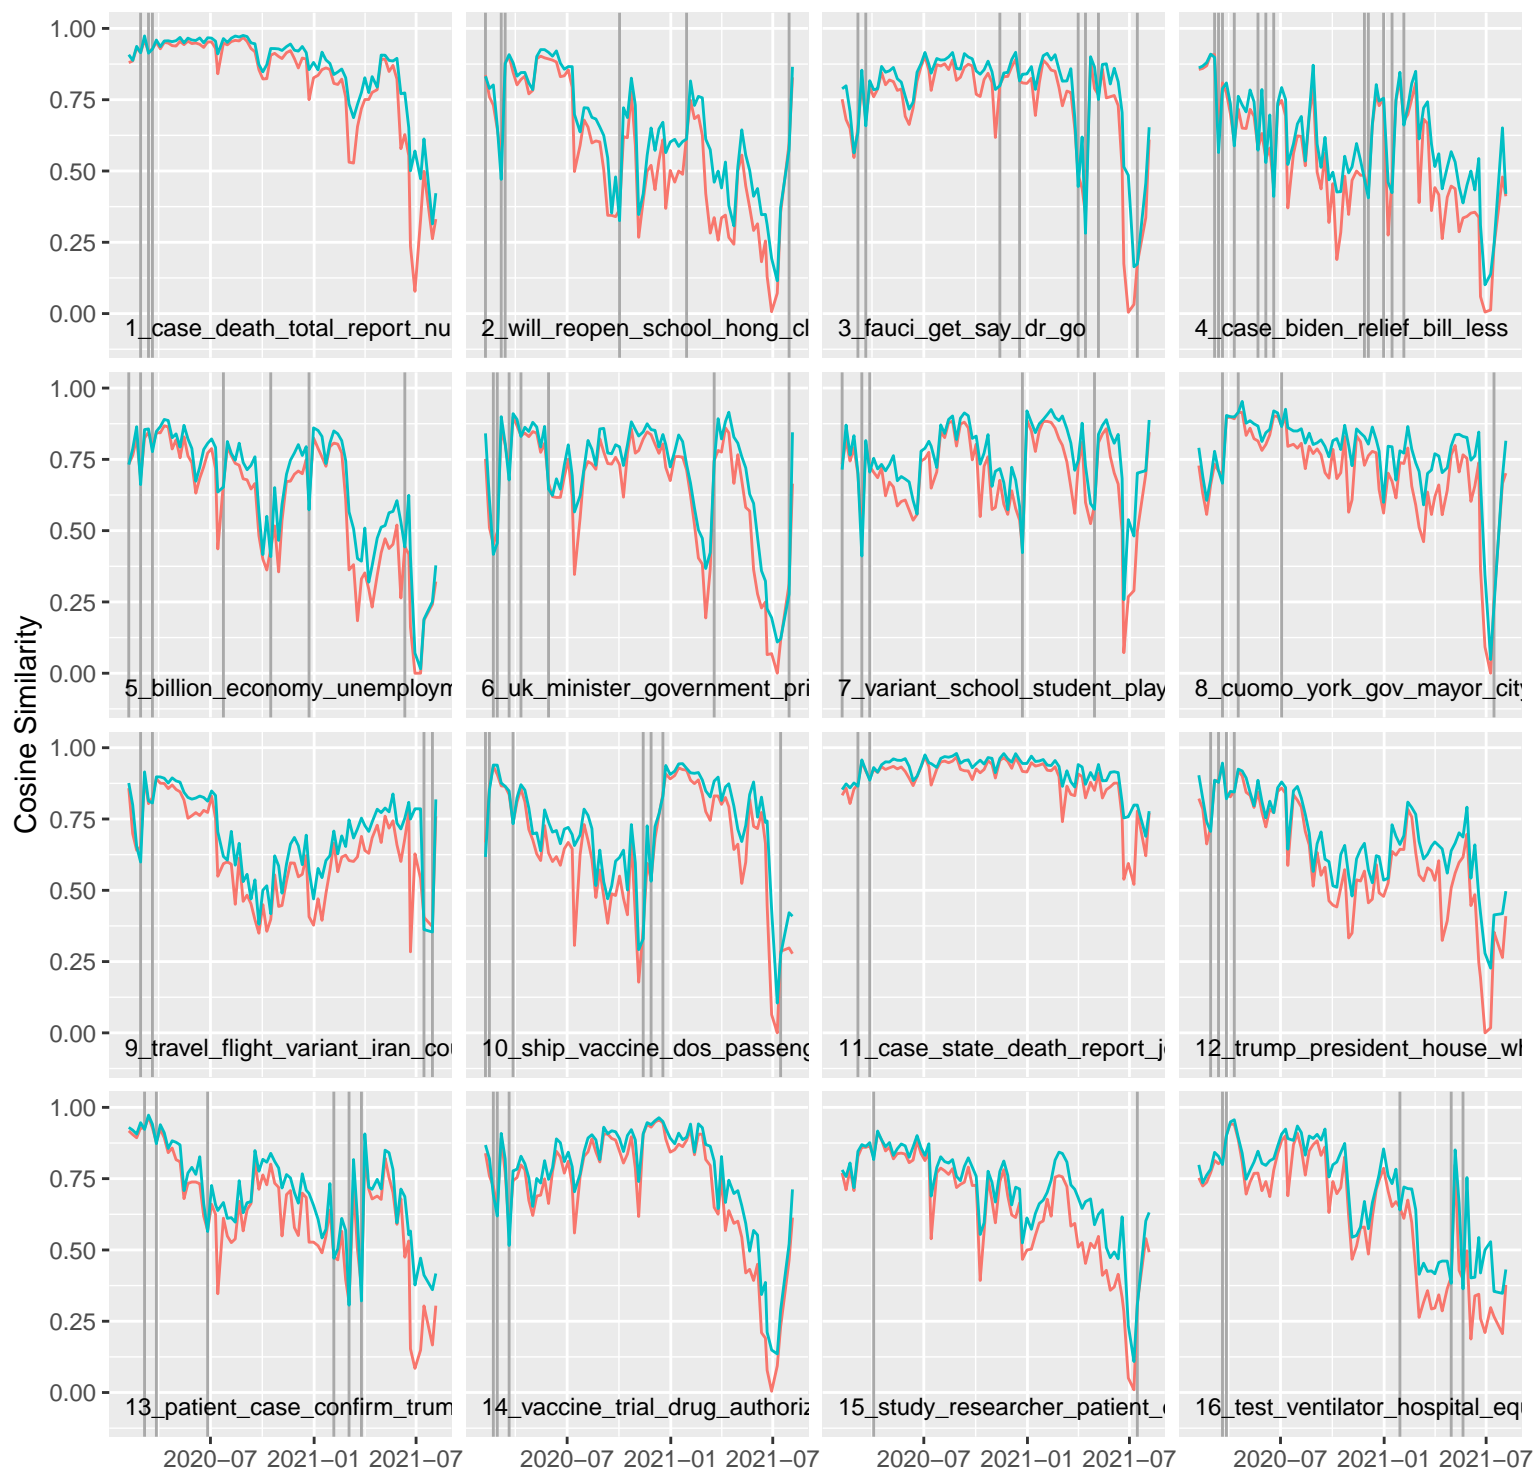 1.00
0.75
0.50
0.25
0.00
1_case_death_total_report_nu
2_will_reopen_school_hong_cl
3_fauci_get_say_dr_go
4_case_biden_relief_bill_less
1.00
0.75
0.50
0.25
0.00
5_billion_economy_unemploym
6_uk_minister_government_pri
7_variant_school_student_play
8_cuomo_york_gov_mayor_city
Cosine Similarity
1.00
0.75
0.50
0.25
0.00
9_travel_flight_variant_iran_cou
10_ship_vaccine_dos_passeng
11_case_state_death_report_j
12_trump_president_house_wh
1.00
0.75
0.50
0.25
0.00
13_patient_case_confirm_trum
14_vaccine_trial_drug_authoriz
15_study_researcher_patient_
16_test_ventilator_hospital_equ
2020−07 2021−01 2021−07 2020−07 2021−01 2021−07 2020−07 2021−01 2021−07 2020−07 2021−01 2021−07